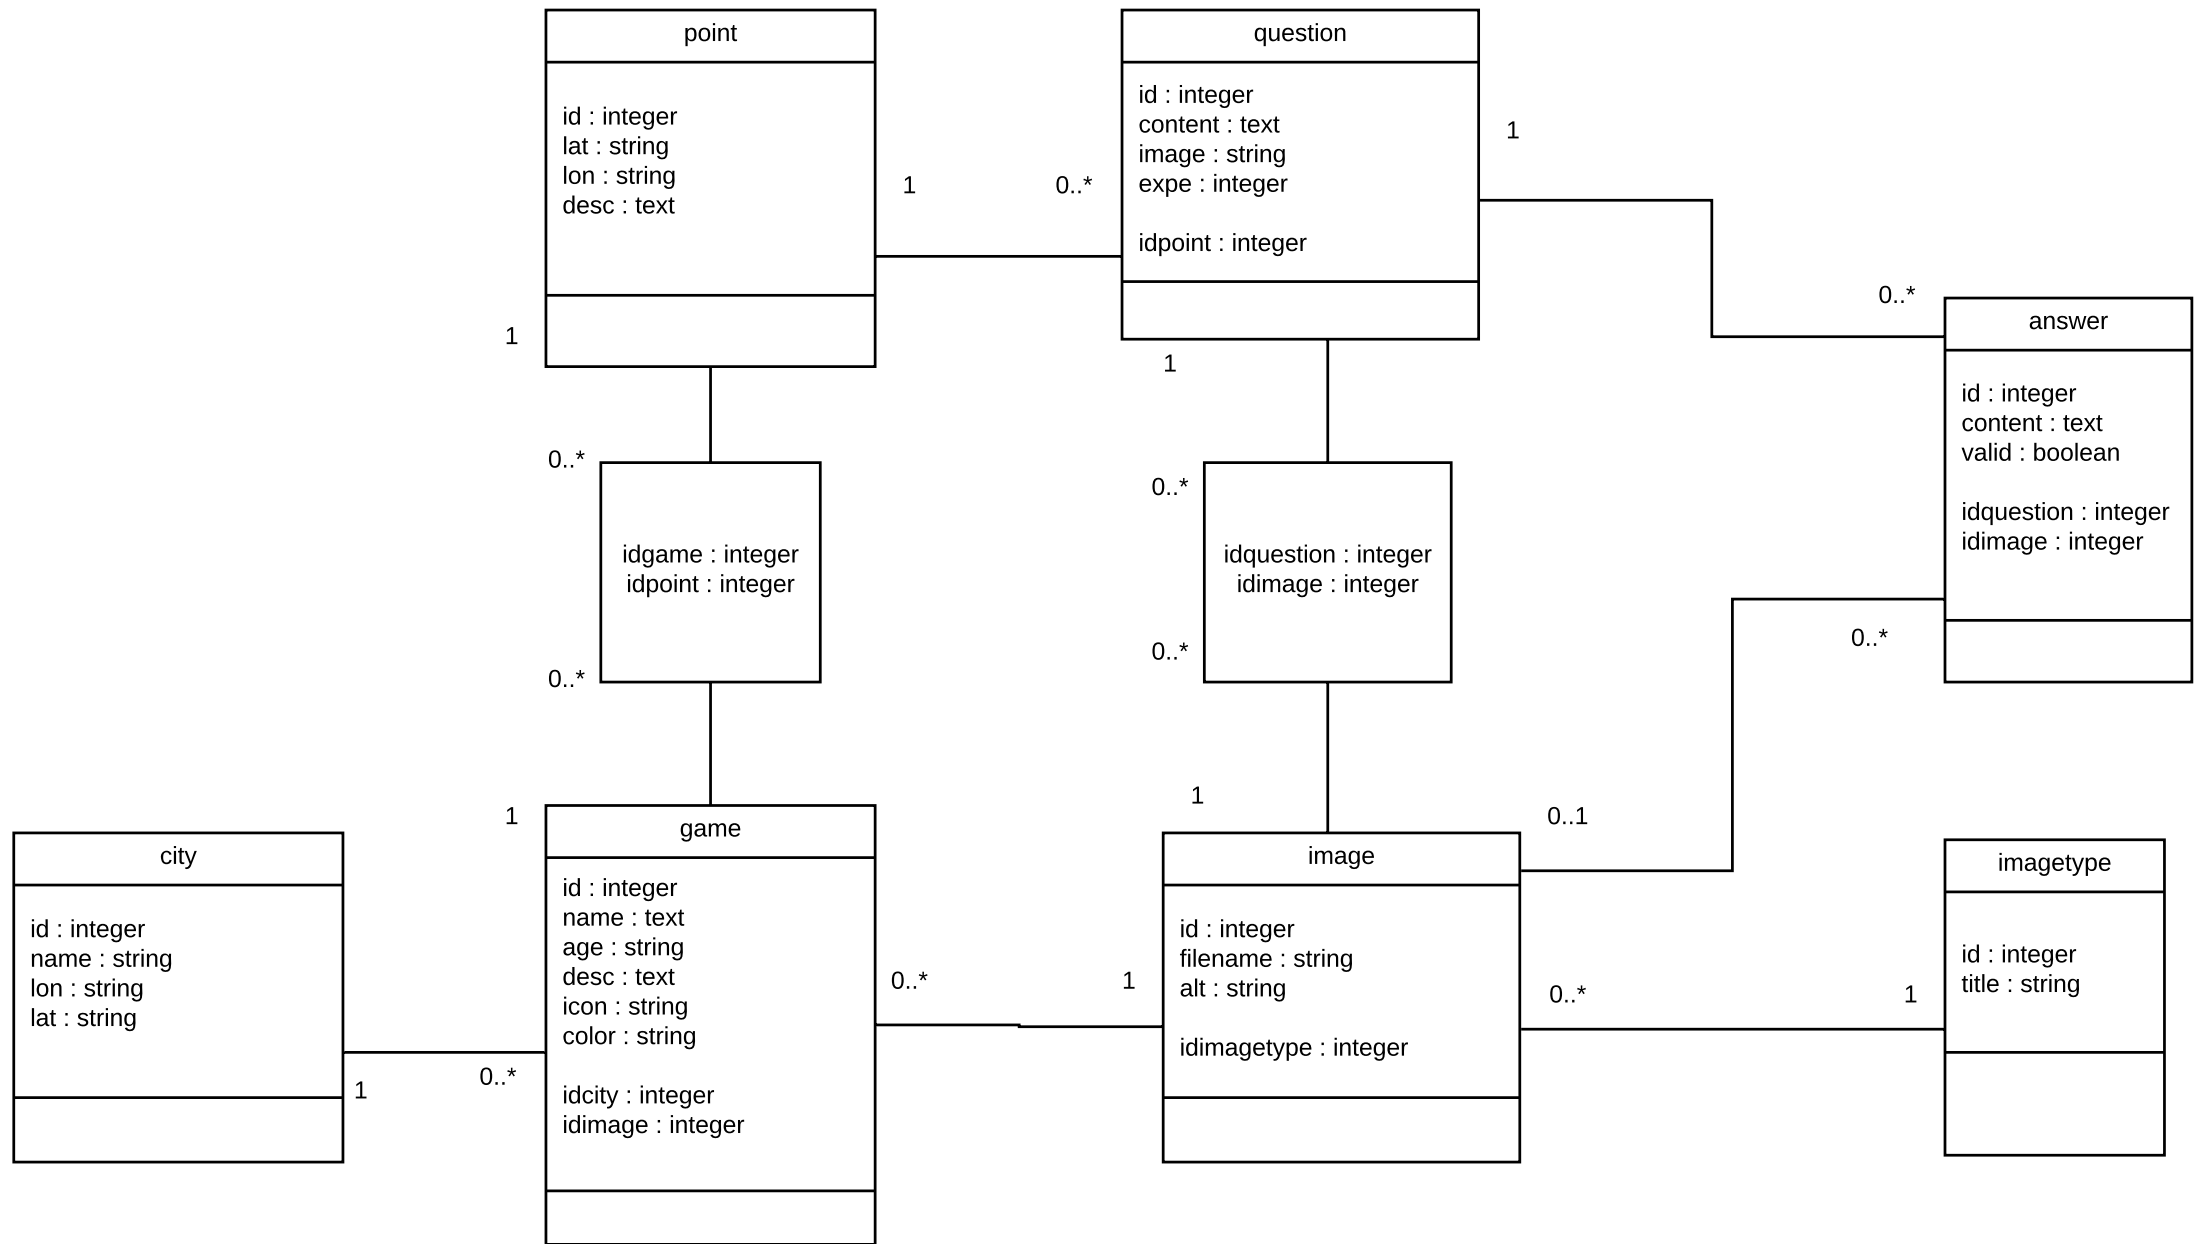 point
id : integer
lat : string
lon : string
desc : text
1
0..*
question
id : integer
content : text
image : string
expe : integer
idpoint : integer
1
0..*
answer
id : integer
content : text
valid : boolean
idquestion : integer
idimage : integer
1
0..*
idgame : integer
idpoint : integer
0..*
1
1
0..*
idquestion : integer
idimage : integer
0..*
1
0..*
0..1
city
id : integer
name : string
lon : string
lat : string
1
0..*
game
id : integer
name : text
age : string
desc : text
icon : string
color : string
idcity : integer
idimage : integer
0..*
1
image
id : integer
filename : string
alt : string
idimagetype : integer
0..*
1
imagetype
id : integer
title : string